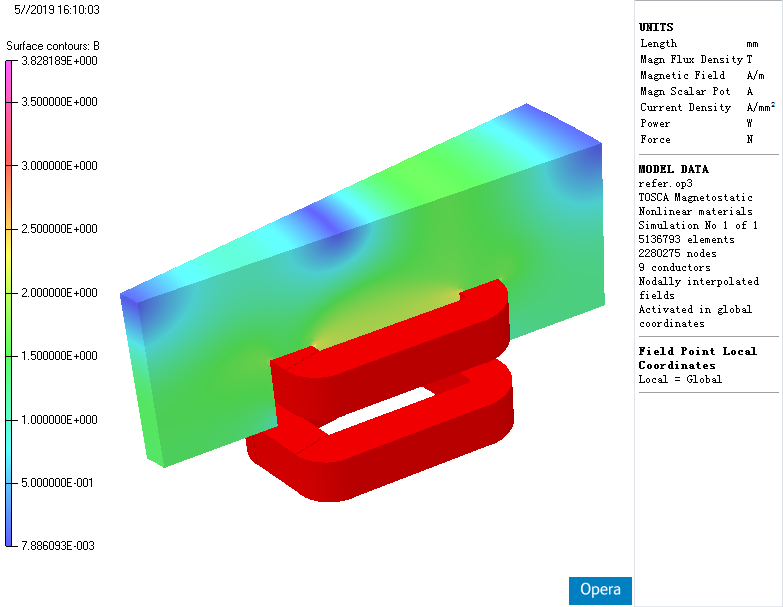 5//2019 16:10:03
Surface contours: B
3.828189E+000
3.500000E+000
3.000000E+000
2.500000E+000
2.000000E+000
1.500000E+000
1.000000E+000
5.000000E-001
7.886093E-003
UNITS
Length mm
Magn Flux Density T
Magnetic Field A/m
Magn Scalar Pot A
Current Density A/mm²
Power W
Force N
MODEL DATA
refer.op3
TOSCA Magnetostatic
Nonlinear materials
Simulation No 1 of 1
5136793 elements
2280275 nodes
9 conductors
Nodally interpolated
fields
Activated in global
coordinates
Field Point Local
Coordinates
Local = Global
Opera